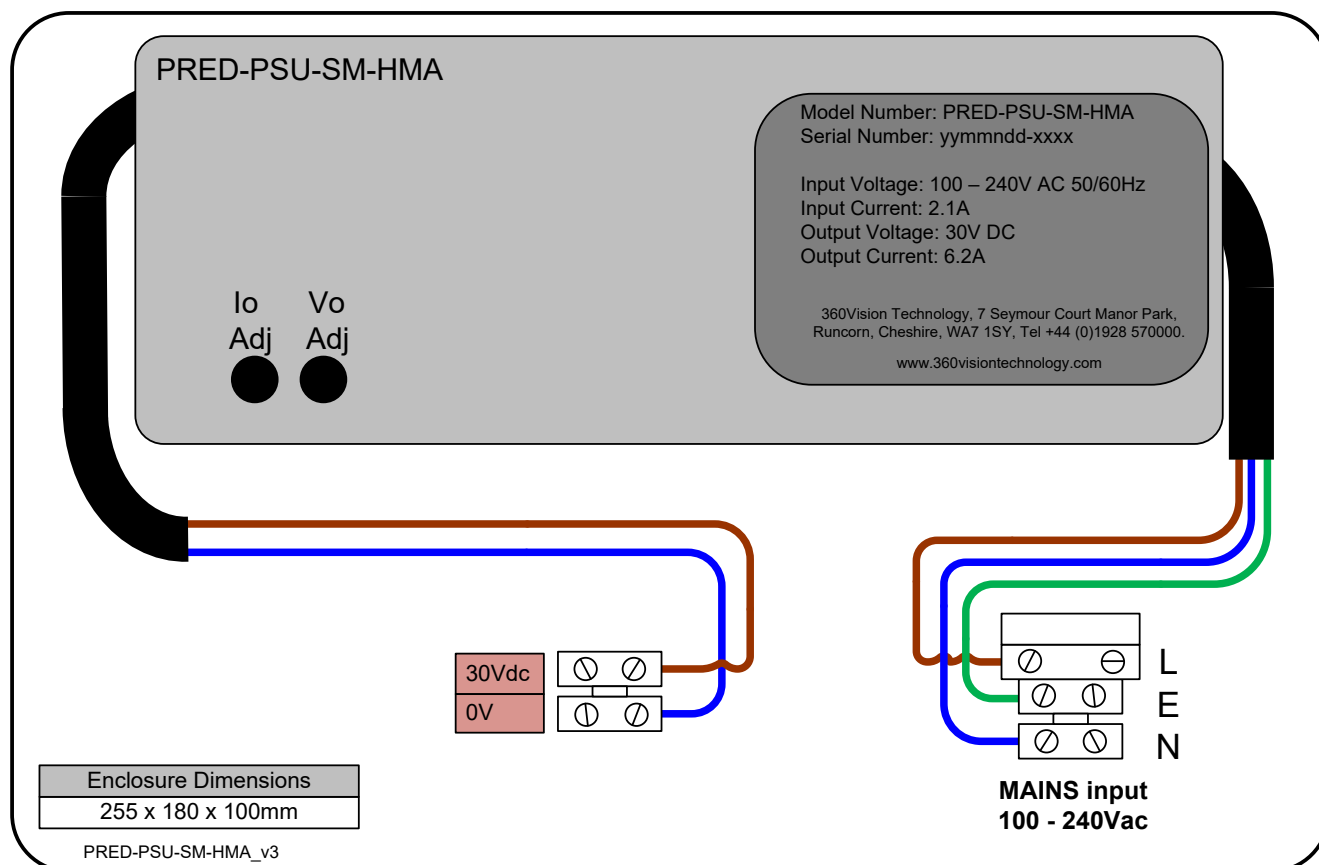 PRED-PSU-SM-HMA
Model Number: PRED-PSU-SM-HMA
Serial Number: yymmndd-xxxx
Input Voltage: 100 – 240V AC 50/60Hz
Input Current: 2.1A
Output Voltage: 30V DC
Output Current: 6.2A
360Vision Technology, 7 Seymour Court Manor Park,
Runcorn, Cheshire, WA7 1SY, Tel +44 (0)1928 570000.
www.360visiontechnology.com
Io Vo
Adj Adj
30Vdc
0V
L
E
N
MAINS input
100 - 240Vac
Enclosure Dimensions
255 x 180 x 100mm
PRED-PSU-SM-HMA_v3